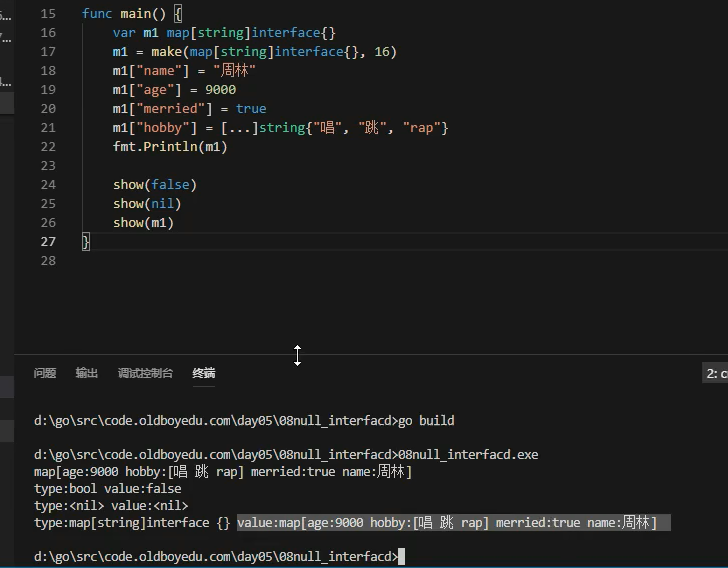 15 func main() {
16 var m1 map[string]interface{}
17 m1 = make(map[string]interface{}, 16)
18 m1["name"] = "周林"
19 m1["age"] = 9000
20 m1["merried"] = true
21 m1["hobby"] = [...]string{"唱", "跳", "rap"}
22 fmt.Println(m1)
23
24 show(false)
25 show(nil)
26 show(m1)
27 }
28
问题 输出 调试控制台 终端 2: c
d:\go\src\code.oldboyedu.com\day05\08null_interfacd>go build
d:\go\src\code.oldboyedu.com\day05\08null_interfacd>08null_interfacd.exe
map[age:9000 hobby:[唱 跳 rap] merried:true name:周林]
type:bool value:false
type:<nil> value:<nil>
type:map[string]interface {} value:map[age:9000 hobby:[唱 跳 rap] merried:true name:周林]
d:\go\src\code.oldboyedu.com\day05\08null_interfacd>